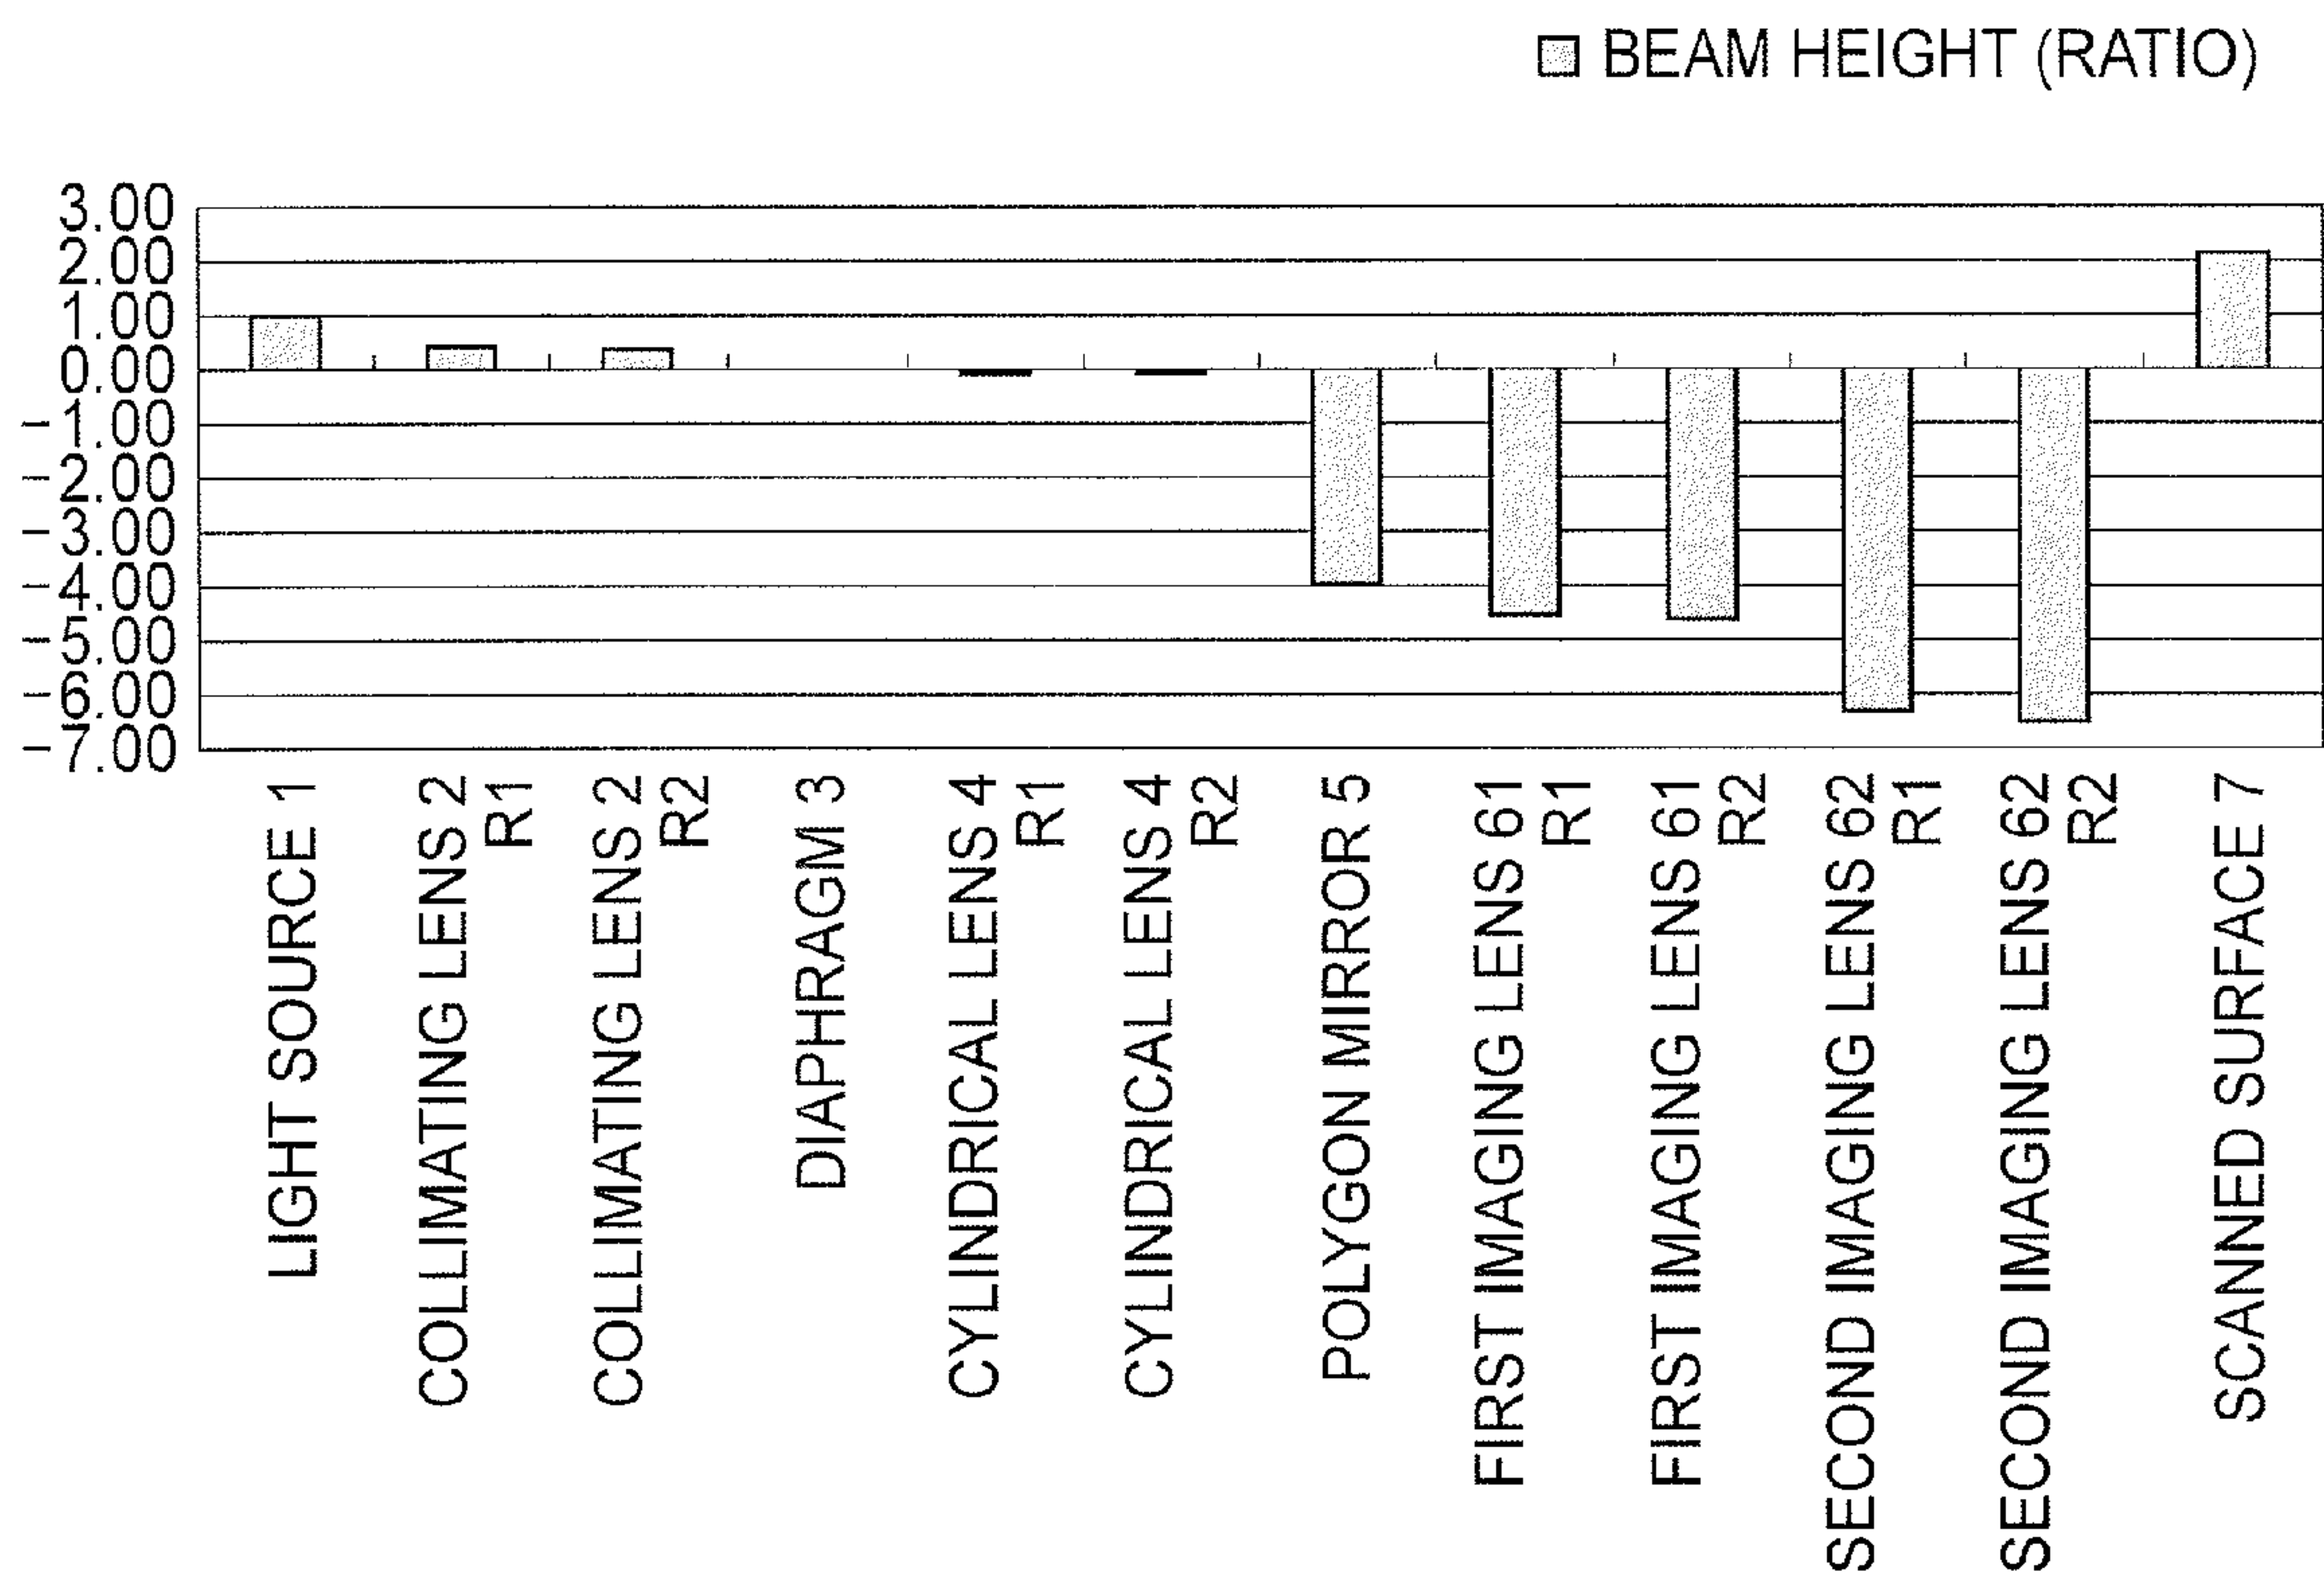 BEAM HEIGHT (RATIO)
3.00
2.00
1.00
0.00
-1.00
-2.00
-3.00
-4.00
-5.00
-6.00
-7.00
LIGHT SOURCE 1
COLLIMATING LENS 2
R1
COLLIMATING LENS 2
R2
DIAPHRAGM 3
CYLINDRICAL LENS 4
R1
CYLINDRICAL LENS 4
R2
POLYGON MIRROR 5
FIRST IMAGING LENS 61
R1
FIRST IMAGING LENS 61
R2
SECOND IMAGING LENS 62
R1
SECOND IMAGING LENS 62
R2
SCANNED SURFACE 7